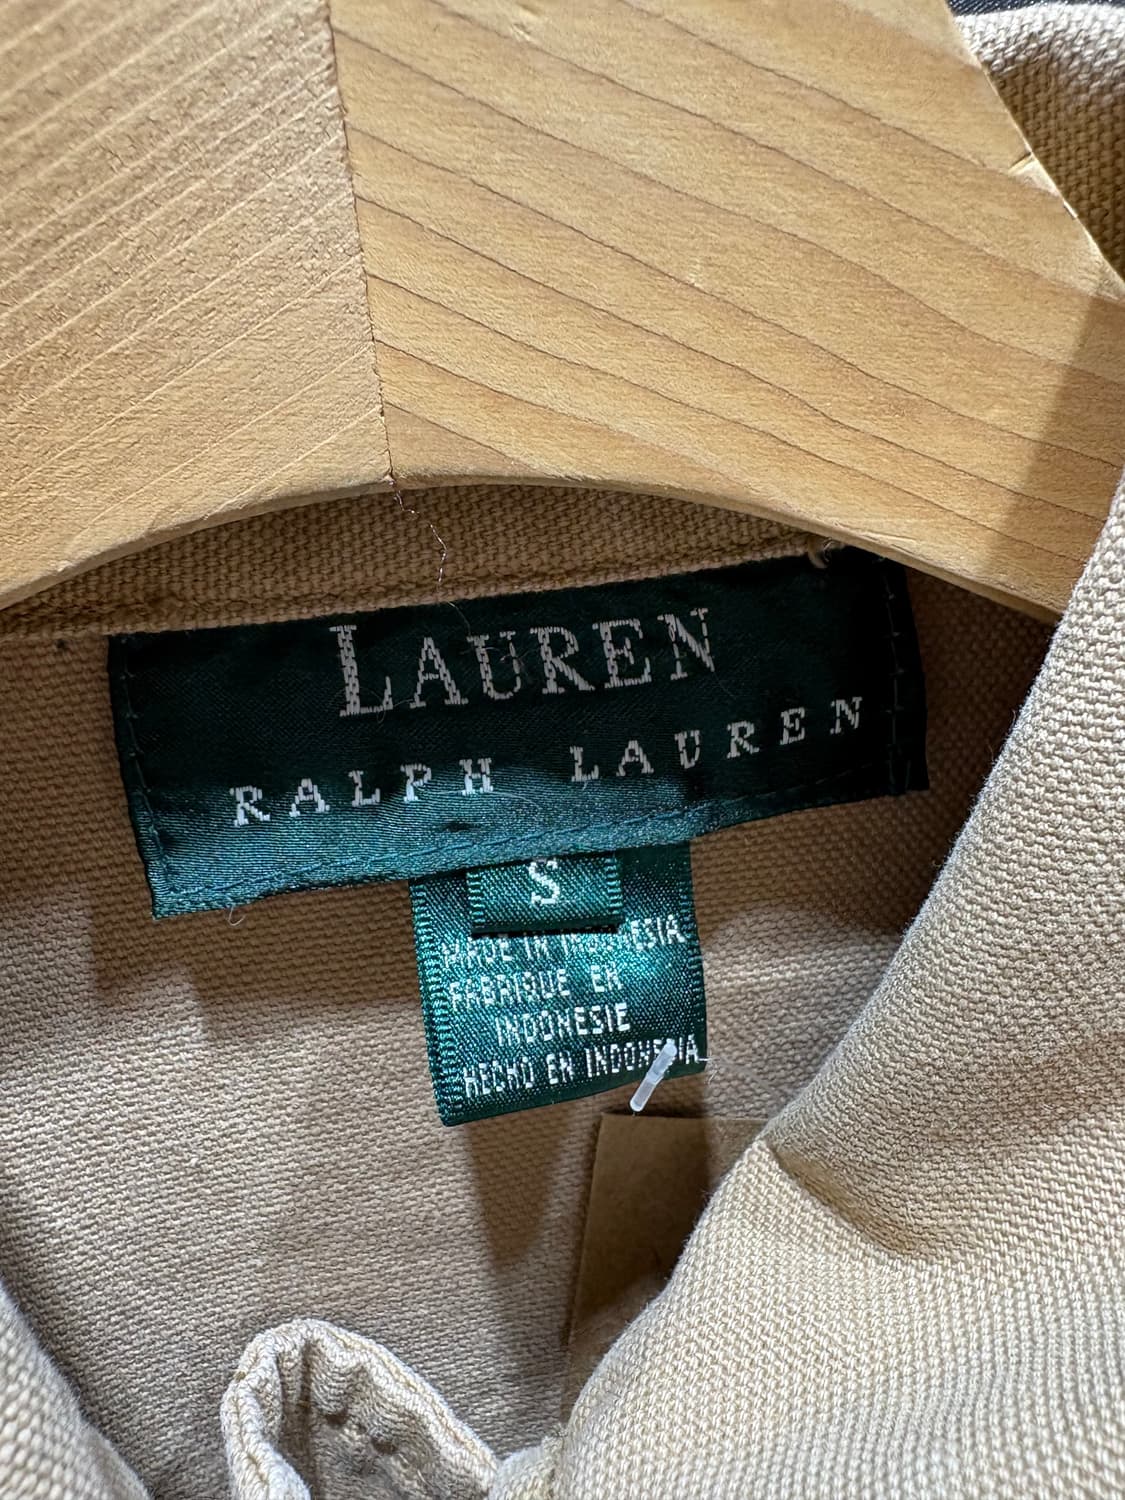 LAUREN
RALPH LAUREN
S
MADE IN INDONESIA
FABRIQUE EN
INDONESIE
HECHO EN INDONESIA